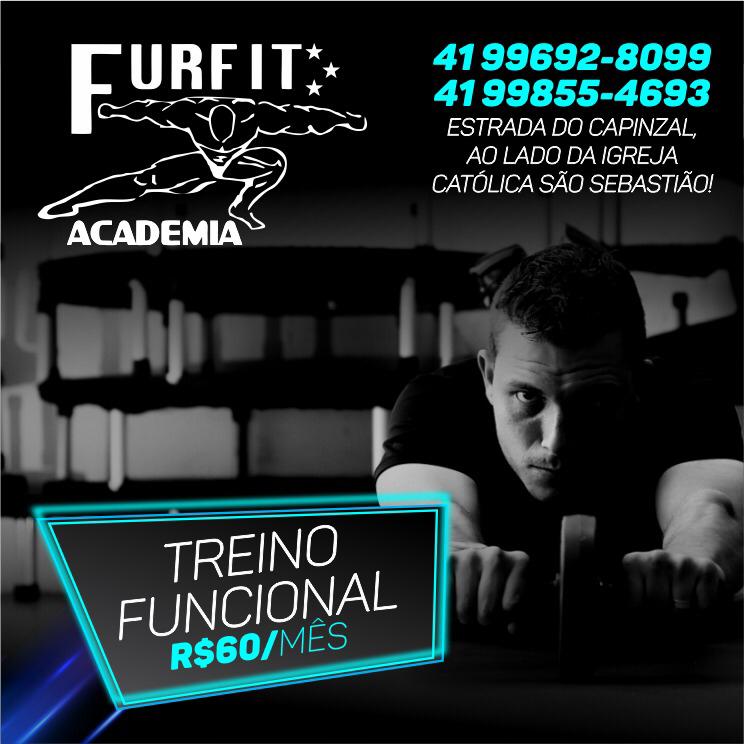 FURFIT
ACADEMIA
41 99692-8099
41 99855-4693
ESTRADA DO CAPINZAL,
AO LADO DA IGREJA
CATÓLICA SÃO SEBASTIÃO!
TREINO
FUNCIONAL
R$60/MÊS